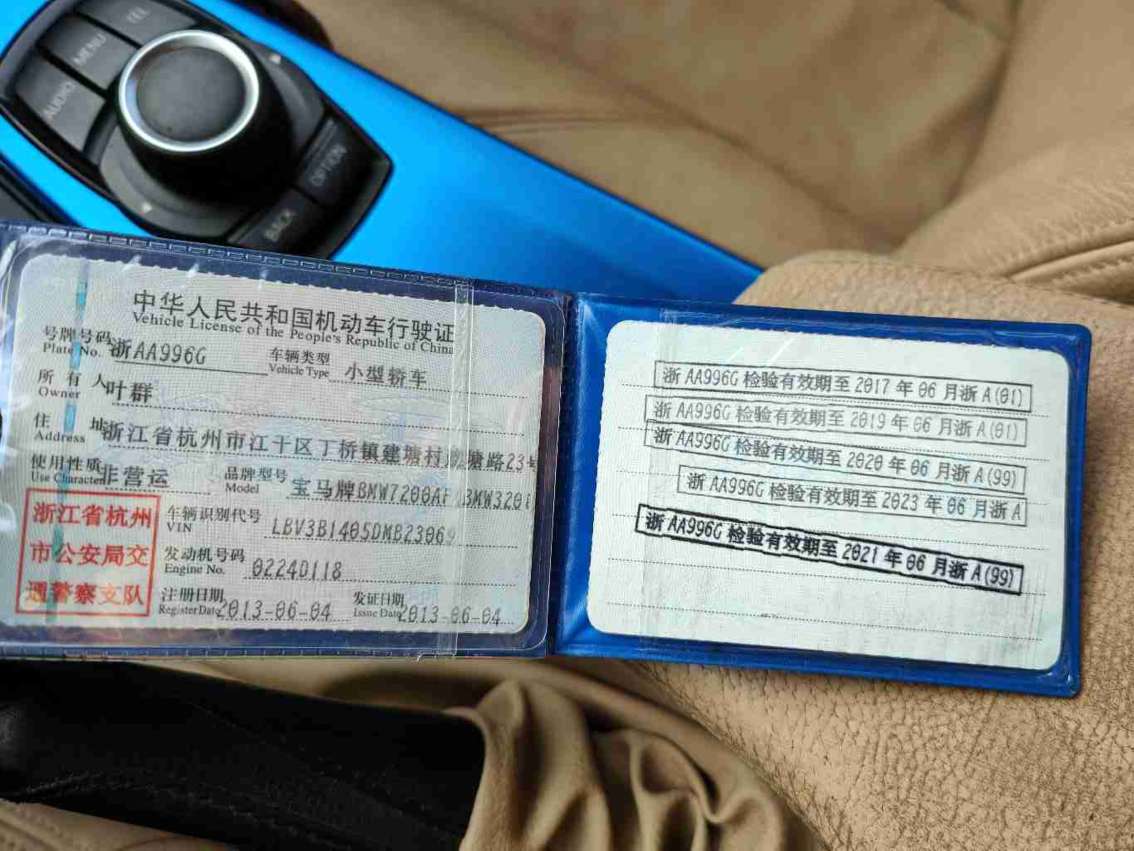 TEL
MENU
AUDIO
OPTION
BACK
中华人民共和国机动车行驶证
Vehicle License of the People's Republic of China
号牌号码 浙AA996G 车辆类型 小型轿车
Plate No. Vehicle Type
所有人 叶群
Owner
住址 浙江省杭州市江干区丁桥镇建塘村 塘路23号
Address
使用性质 非营运 品牌型号 宝马牌BMW7200AF
Use Character Model
浙江省杭州
市公安局交
通警察支队
车辆识别代号 LBV3B1405DMB23069
VIN
发动机号码 0224D118
Engine No.
注册日期 2013-06-04 发证日期 2013-06-04
Register Date Issue Date
浙AA996G检验有效期至2017年06月浙A(01)
浙AA996G检验有效期至2019年06月浙A(01)
浙AA996G检验有效期至2020年06月浙A(99)
浙AA996G检验有效期至2023年06月浙A
浙AA996G检验有效期至2021年06月浙A(99)